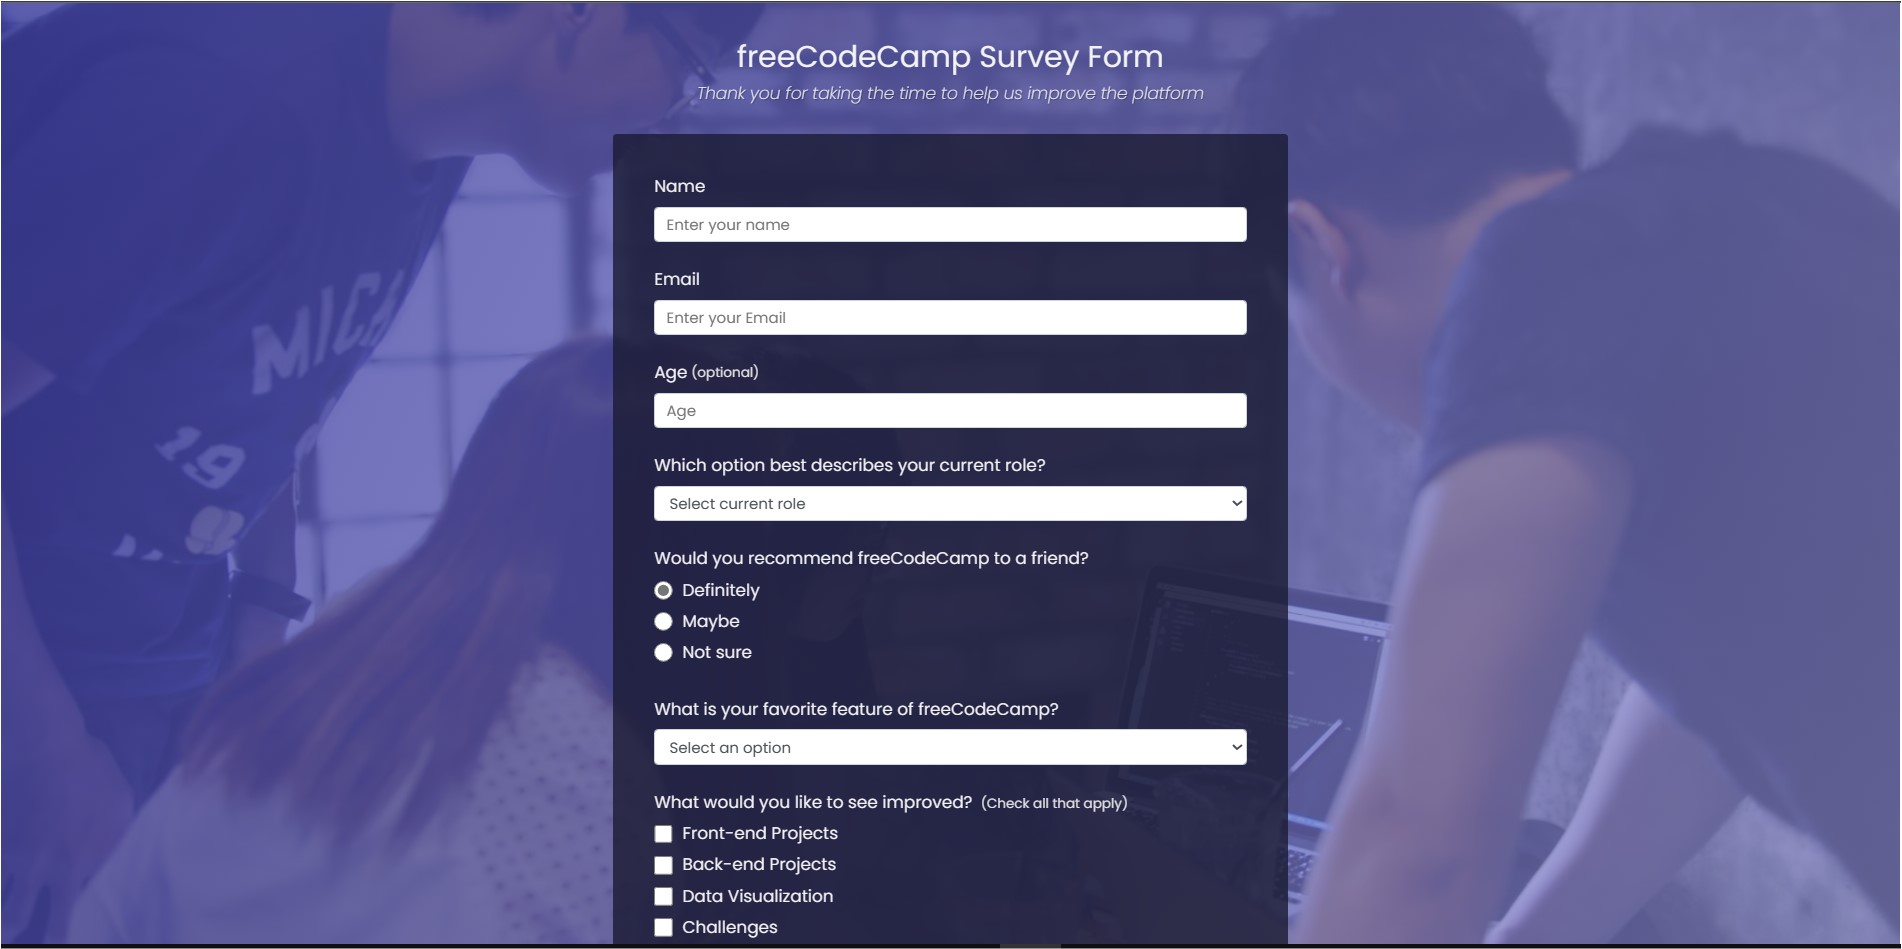 freeCodeCamp Survey Form
Thank you for taking the time to help us improve the platform
Name
Enter your name
Email
Enter your Email
Age (optional)
Age
Which option best describes your current role?
Select current role
Would you recommend freeCodeCamp to a friend?
Definitely
Maybe
Not sure
What is your favorite feature of freeCodeCamp?
Select an option
What would you like to see improved? (Check all that apply)
Front-end Projects
Back-end Projects
Data Visualization
Challenges
MICH
19